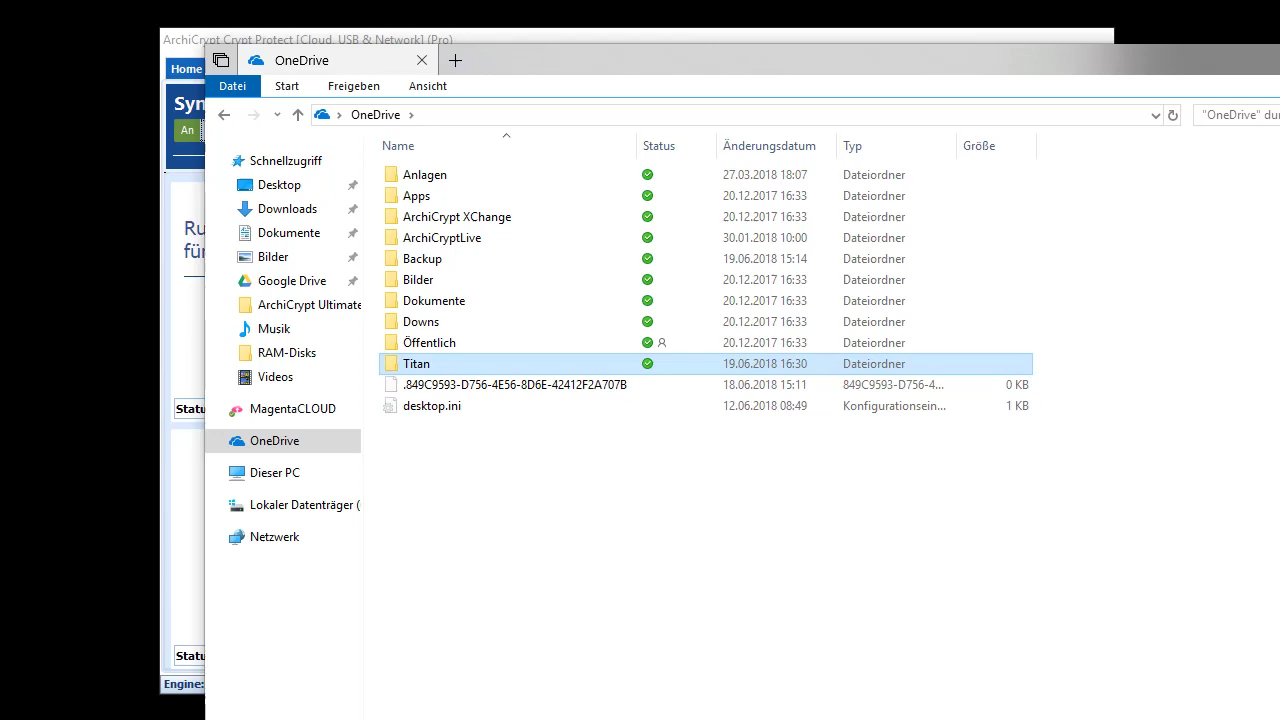 ArchiCrypt Crypt Protect [Cloud, USB & Network] (Pro)
OneDrive
Home
Datei Start Freigeben Ansicht
Syn
An
OneDrive
"OneDrive" du
Name Status Änderungsdatum Typ Größe
Schnellzugriff
Desktop
Downloads
Dokumente
Bilder
Google Drive
ArchiCrypt Ultimate
Musik
RAM-Disks
Videos
MagentaCLOUD
OneDrive
Dieser PC
Lokaler Datenträger (
Netzwerk
Anlagen 27.03.2018 18:07 Dateiordner
Apps 20.12.2017 16:33 Dateiordner
ArchiCrypt XChange 20.12.2017 16:33 Dateiordner
ArchiCryptLive 30.01.2018 10:00 Dateiordner
Backup 19.06.2018 15:14 Dateiordner
Bilder 20.12.2017 16:33 Dateiordner
Dokumente 20.12.2017 16:33 Dateiordner
Downs 20.12.2017 16:33 Dateiordner
Öffentlich 20.12.2017 16:33 Dateiordner
Titan 19.06.2018 16:30 Dateiordner
.849C9593-D756-4E56-8D6E-42412F2A707B 18.06.2018 15:11 849C9593-D756-4... 0 KB
desktop.ini 12.06.2018 08:49 Konfigurationsein... 1 KB
Ru
für
Statu
Statu
Engine: